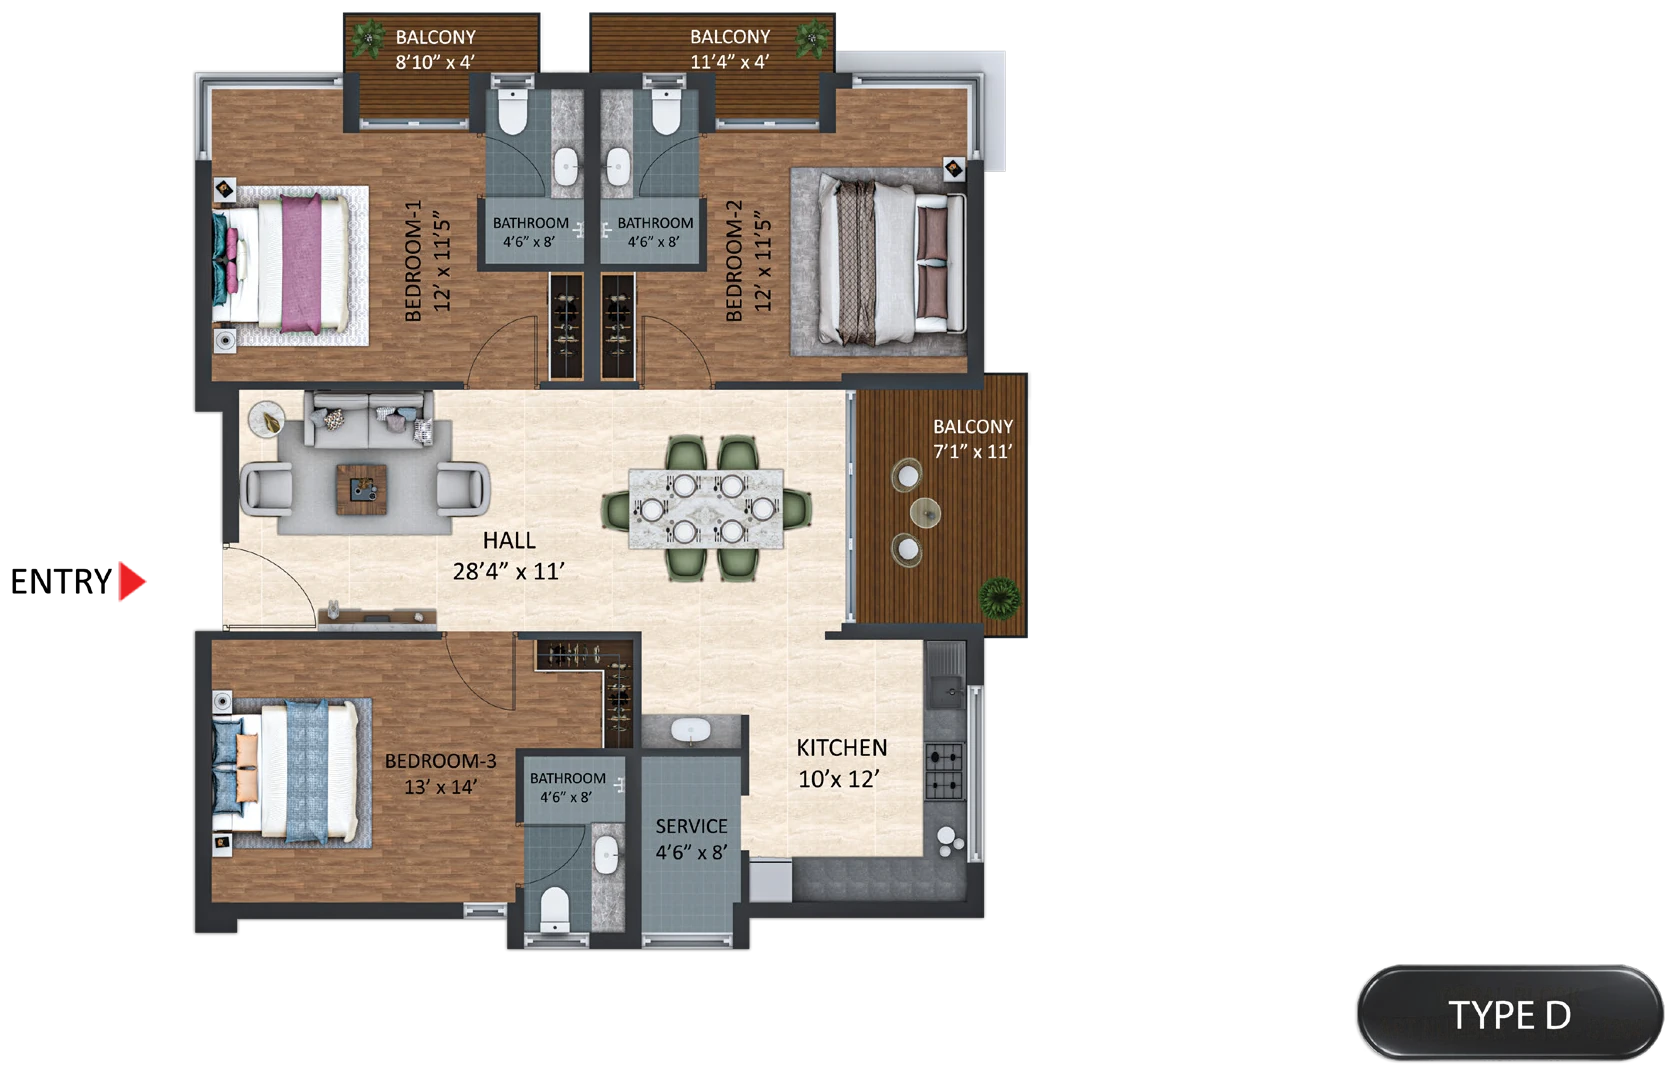 BALCONY
8’10” x 4’
BALCONY
11’4” x 4’
BEDROOM-1
12’ x 11’5”
BATHROOM
4’6” x 8’
BATHROOM
4’6” x 8’
BEDROOM-2
12’ x 11’5”
BALCONY
7’1” x 11’
HALL
28’4” x 11’
ENTRY
BEDROOM-3
13’ x 14’
BATHROOM
4’6” x 8’
SERVICE
4’6” x 8’
KITCHEN
10’x 12’
TYPE D